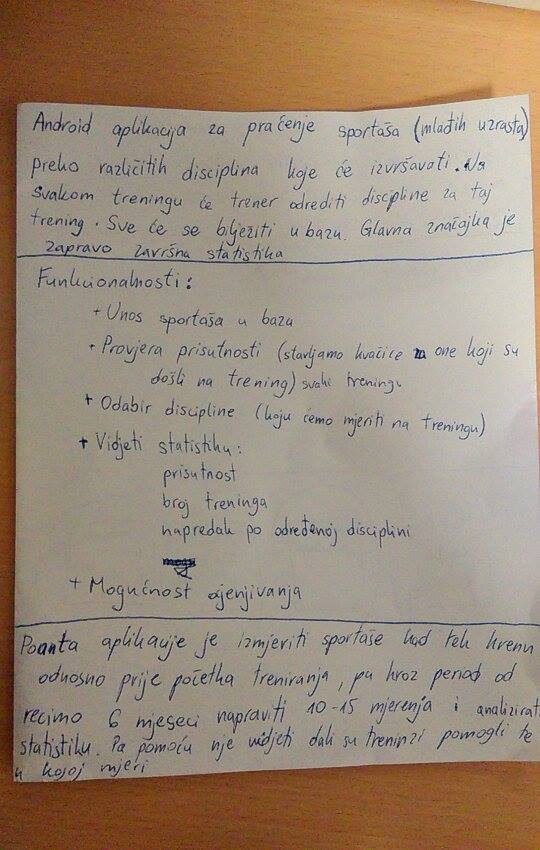 Android aplikacija za praćenje sportaša (mlađih uzrasta)
preko različitih disciplina koje će izvršavati. Na
svakom treningu će trener odrediti discipline za taj
trening. Sve će se bilježiti u bazu. Glavna značajka je
zapravo završna statistika
Funkcionalnosti:
+ Unos sportaša u bazu
+ Provjera prisutnosti (stavljamo kvačice za one koji su
došli na trening) svaki treningu
+ Odabir discipline (koju ćemo mjeriti na treningu)
+ Vidjeti statistiku:
prisutnost
broj treninga
napredak po određenoj disciplini
+ Mogućnost ocjenjivanja
Poanta aplikacije je izmjeriti sportaše kad tek krenu
odnosno prije početka treniranja, pa kroz period od
recimo 6 mjeseci napraviti 10-15 mjerenja i analizirati
statistiku. Pa pomoću nje vidjeti dali su treninzi pomogli te
u kojoj mjeri